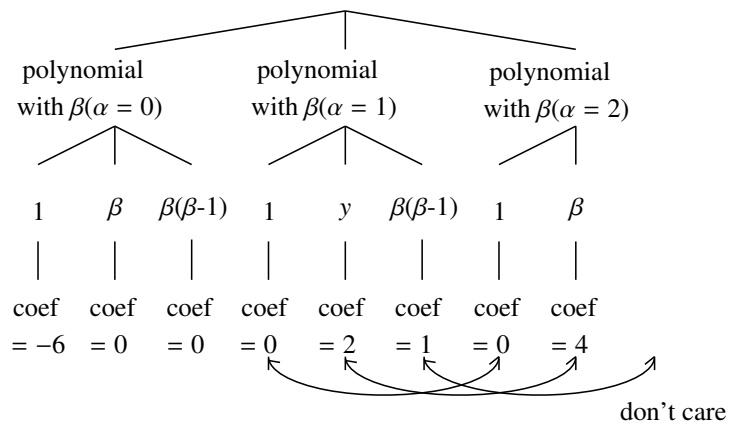 polynomial polynomial polynomial
with β(α = 0) with β(α = 1) with β(α = 2)
1 β β(β-1) 1 y β(β-1) 1 β
coef coef coef coef coef coef coef coef
= −6 = 0 = 0 = 0 = 2 = 1 = 0 = 4
don't care